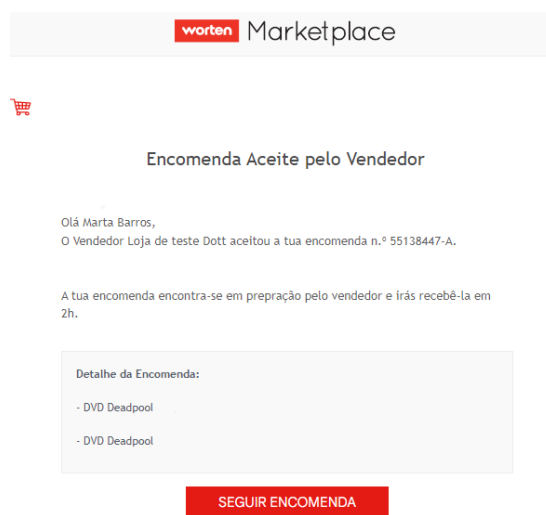 worten Marketplace
Encomenda Aceite pelo Vendedor
Olá Marta Barros,
O Vendedor Loja de teste Dott aceitou a tua encomenda n.º 55138447-A.
A tua encomenda encontra-se em prepração pelo vendedor e irás recebê-la em
2h.
Detalhe da Encomenda:
- DVD Deadpool
- DVD Deadpool
SEGUIR ENCOMENDA